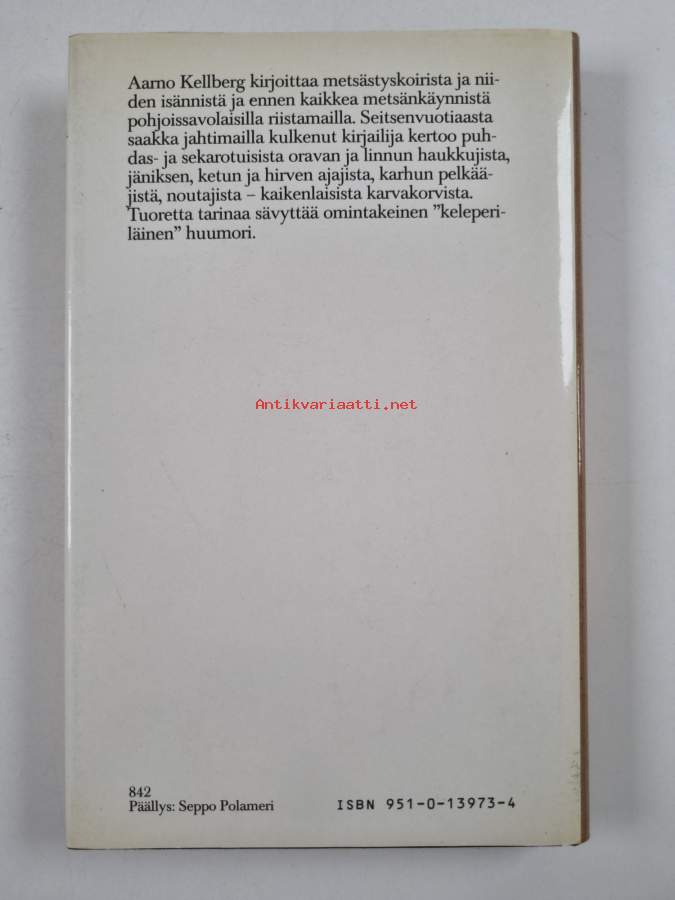 Aarno Kellberg kirjoittaa metsästyskoirista ja nii-
den isännistä ja ennen kaikkea metsänkäynnistä
pohjoissavolaisilla riistamailla. Seitsenvuotiaasta
saakka jahtimailla kulkenut kirjailija kertoo puh-
das- ja sekarotuisista oravan ja linnun haukkujista,
jäniksen, ketun ja hirven ajajista, karhun pelkää-
jistä, noutajista – kaikenlaisista karvakorvista.
Tuoretta tarinaa sävyttää omintakeinen ”keleperi-
läinen” huumori.
Antikvariaatti.net
842
Päällys: Seppo Polameri
ISBN 951-0-13973-4